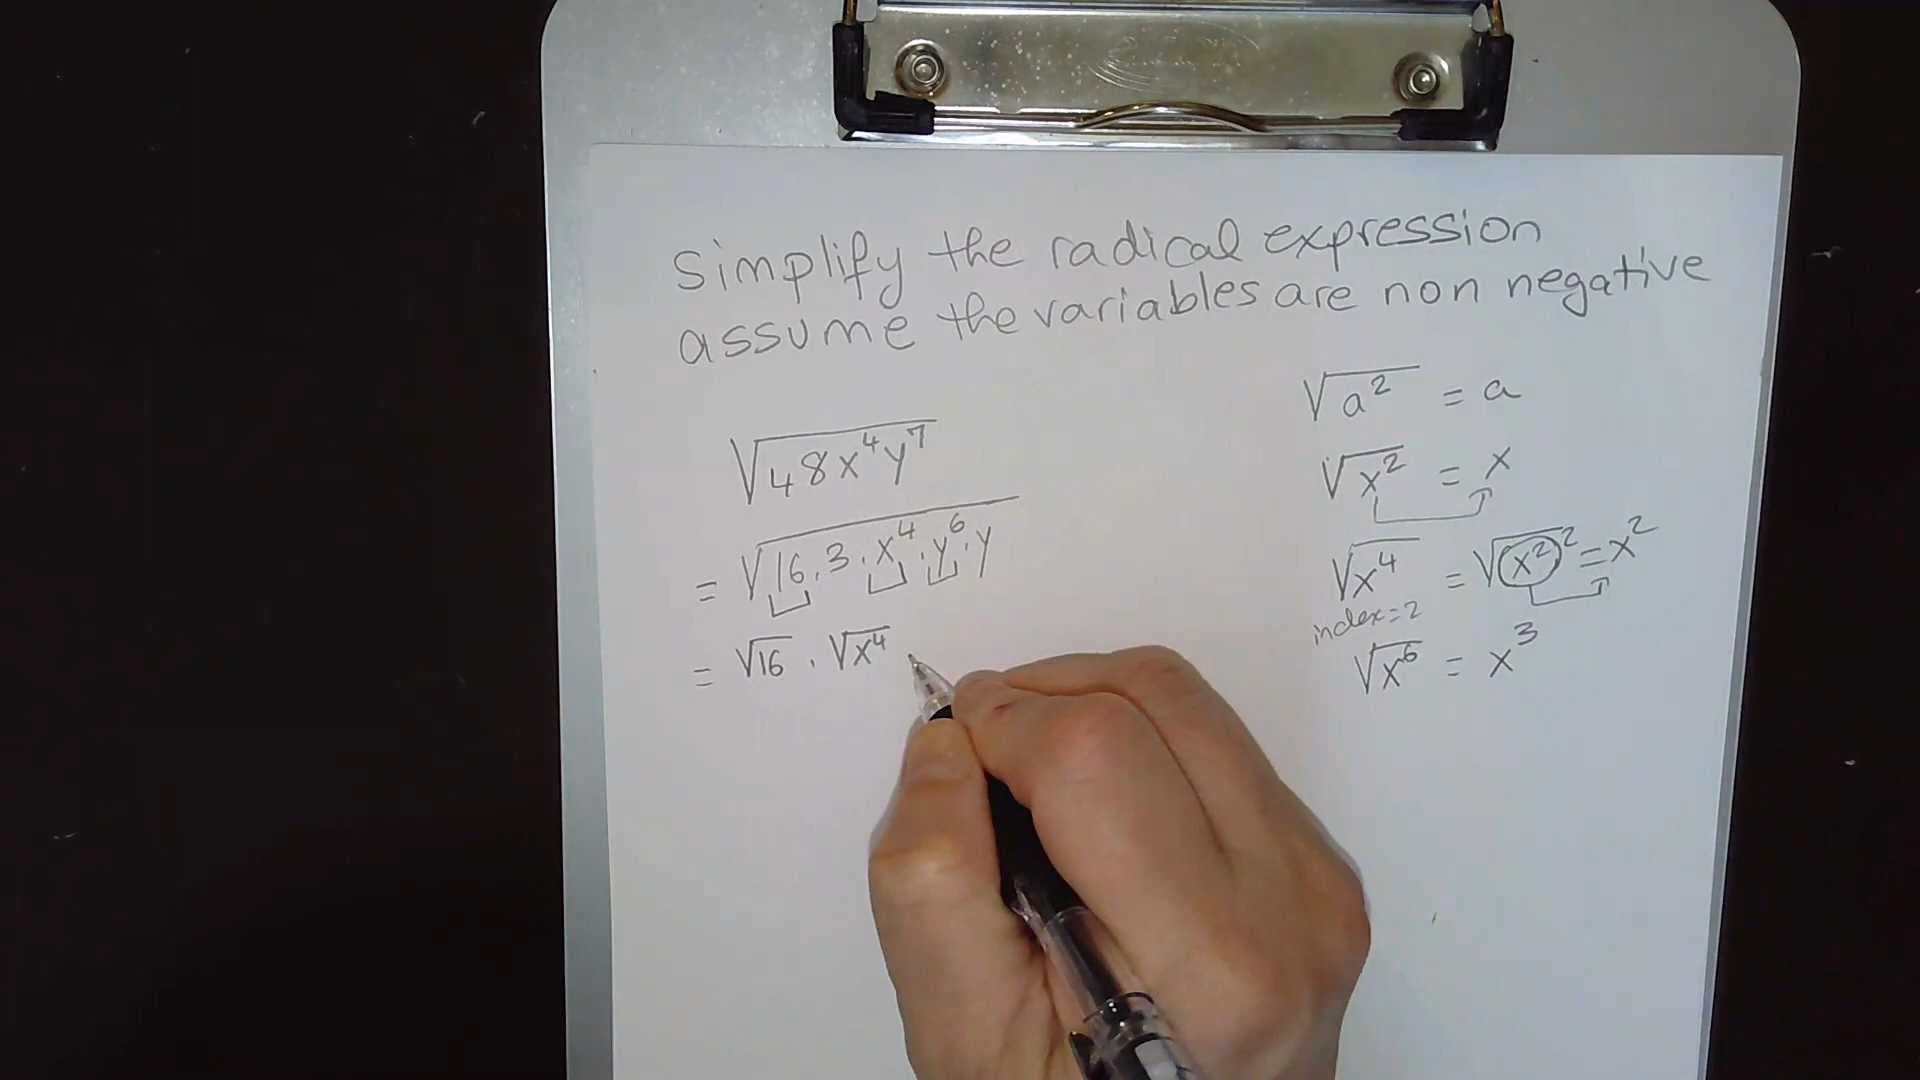 Simplify the radical expression
assume the variables are non negative
√48x⁴y⁷
= √16.3.x⁴.y⁶.y
= √16 . √x⁴ .
√a² = a
√x² = x
√x⁴ = √(x²)² = x²
index=2
√x⁶ = x³